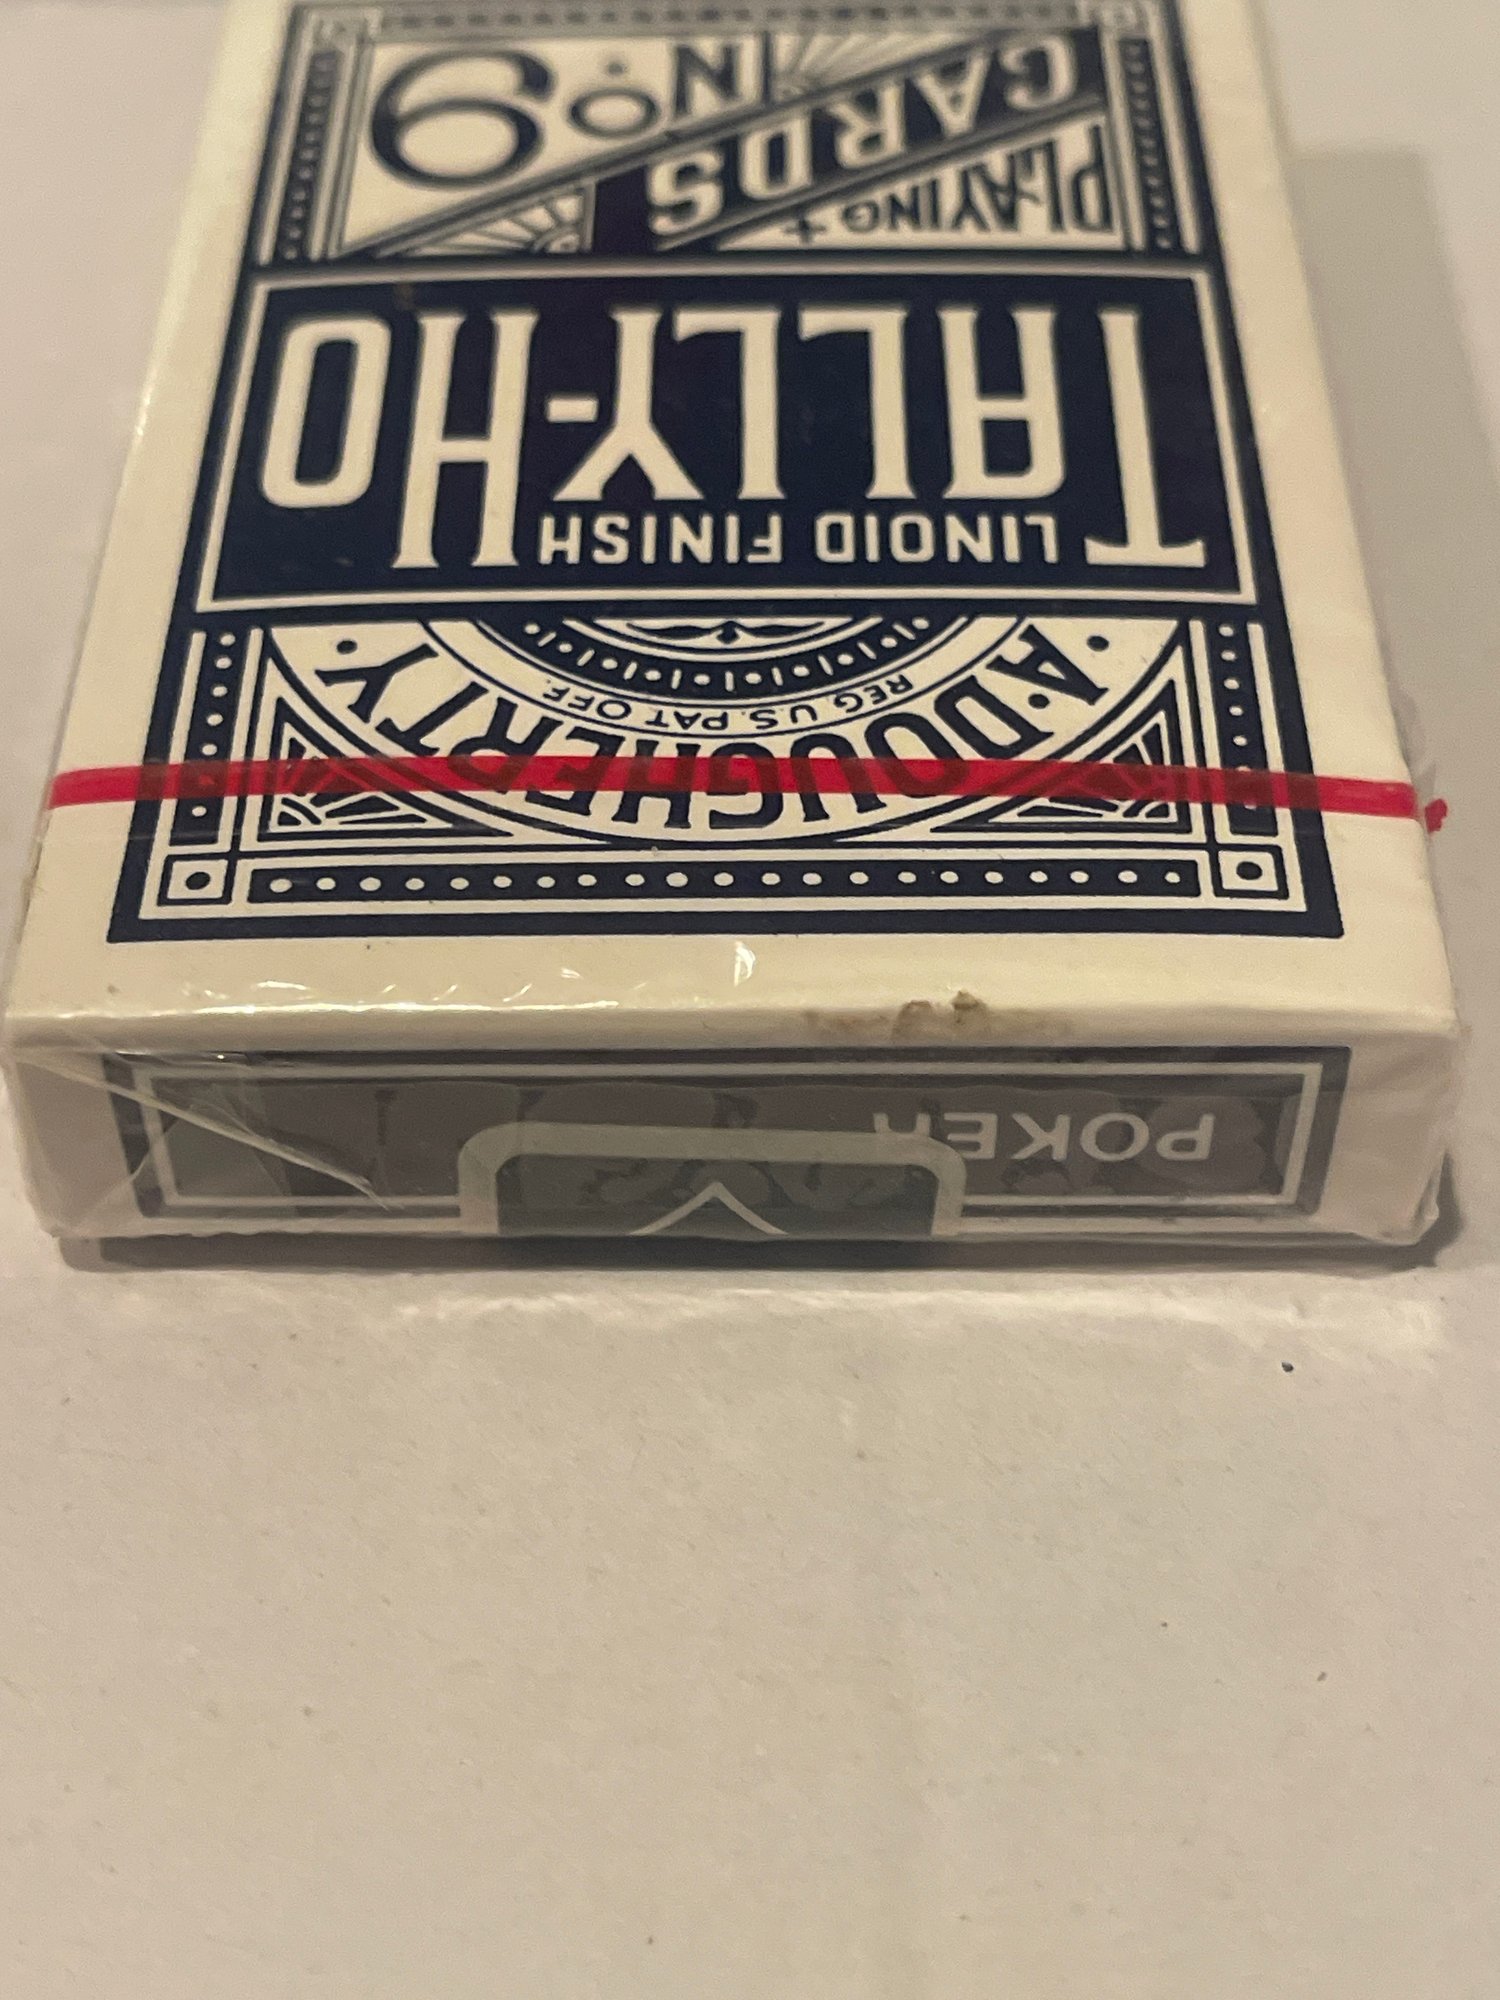 POKER
A·DOUGHERTY
REG. U.S. PAT. OFF.
LINOID FINISH
TALLY-HO
PLAYING +
CARDS
No 9